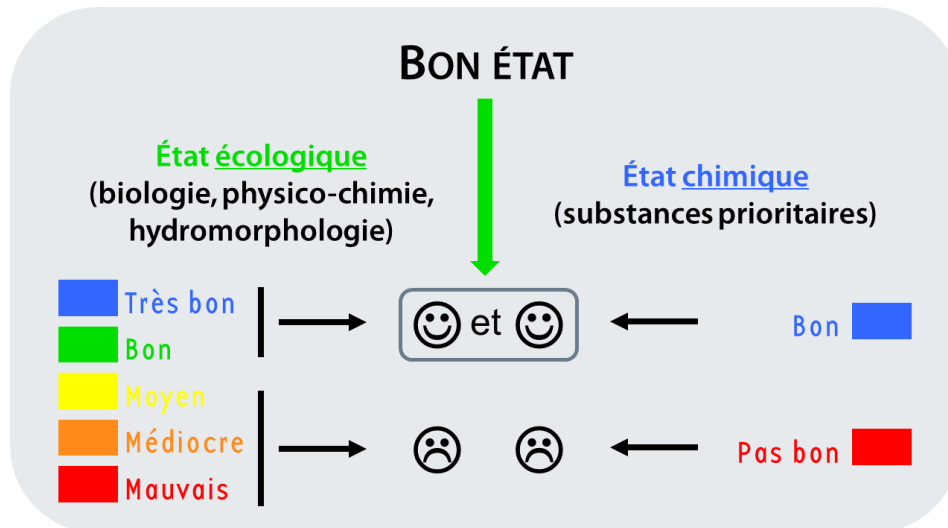 BON ÉTAT
État écologique
(biologie, physico-chimie,
hydromorphologie)
État chimique
(substances prioritaires)
Très bon
Bon
Moyen
Médiocre
Mauvais
et
Bon
Pas bon